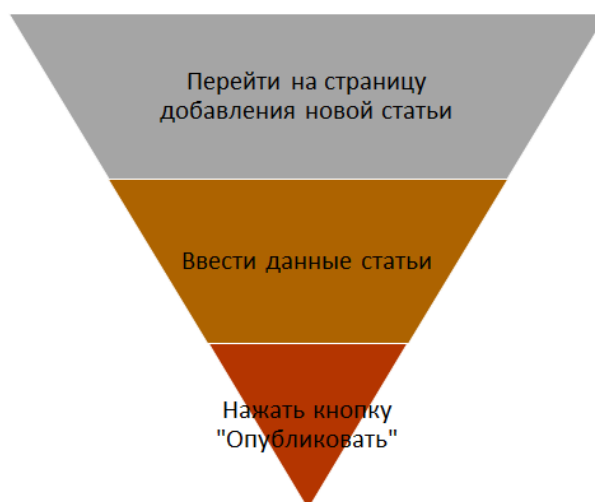 Перейти на страницу
добавления новой статьи
Ввести данные статьи
Нажать кнопку
"Опубликовать"